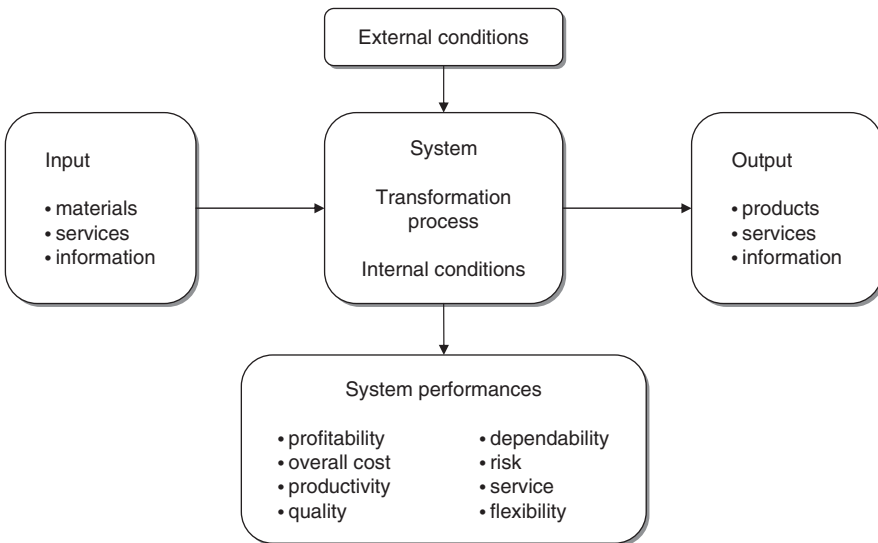 External conditions
Input
• materials
• services
• information
System
Transformation
process
Internal conditions
Output
• products
• services
• information
System performances
• profitability
• overall cost
• productivity
• quality
• dependability
• risk
• service
• flexibility